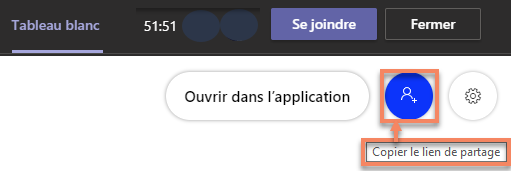 Tableau blanc 51:51 Se joindre Fermer
Ouvrir dans l'application
Copier le lien de partage